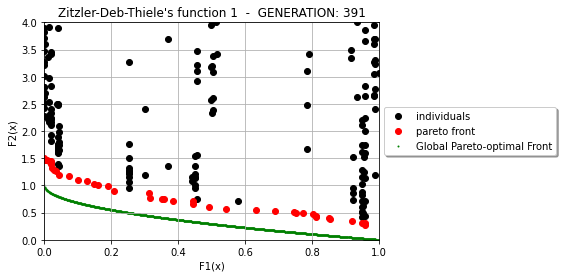 Zitzler-Deb-Thiele's function 1 - GENERATION: 391
F2(x)
4.0
3.5
3.0
2.5
2.0
1.5
1.0
0.5
0.0
0.0 0.2 0.4 0.6 0.8 1.0
F1(x)
individuals
pareto front
Global Pareto-optimal Front